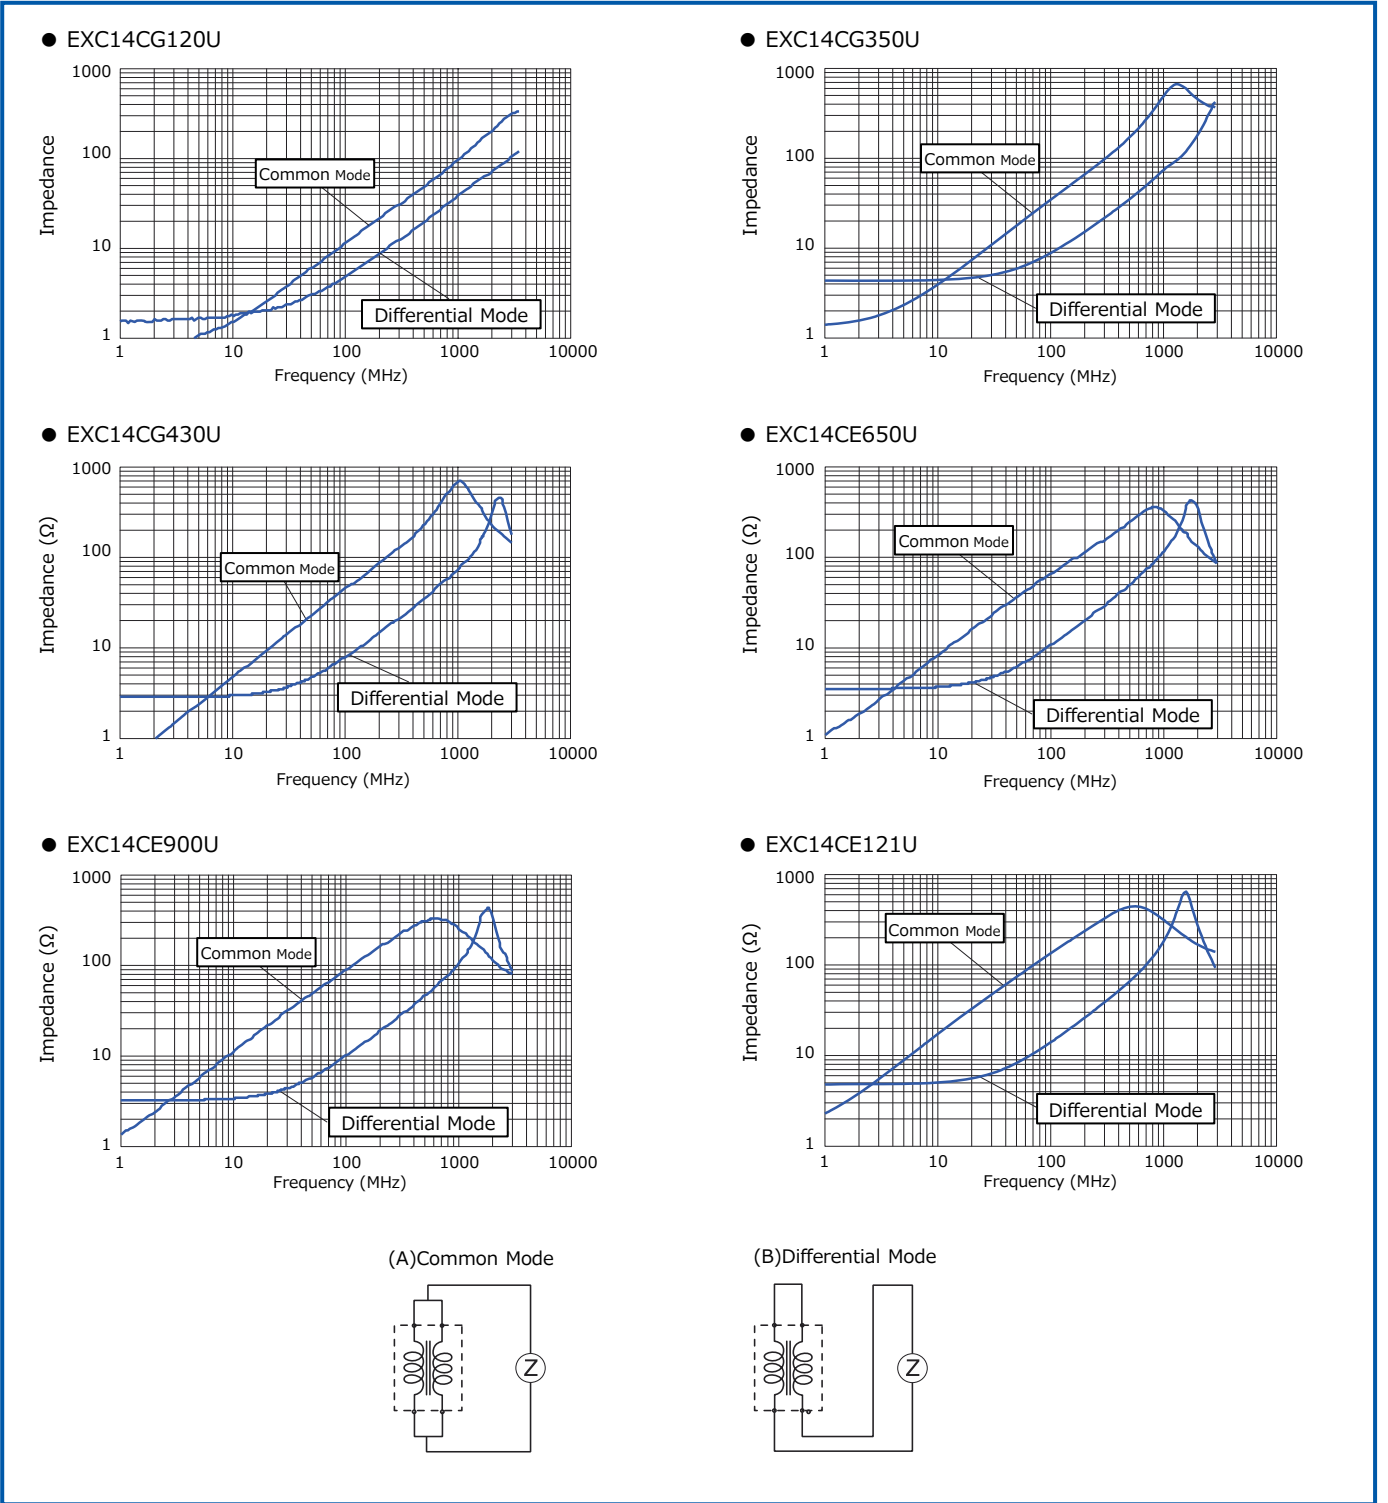 ● EXC14CG120U
1000
100
10
1
Impedance
Common Mode
Differential Mode
1 10 100 1000 10000
Frequency (MHz)
● EXC14CG350U
1000
100
10
1
Impedance
Common Mode
Differential Mode
1 10 100 1000 10000
Frequency (MHz)
● EXC14CG430U
1000
100
10
1
Impedance (Ω)
Common Mode
Differential Mode
1 10 100 1000 10000
Frequency (MHz)
● EXC14CE650U
1000
100
10
1
Impedance (Ω)
Common Mode
Differential Mode
1 10 100 1000 10000
Frequency (MHz)
● EXC14CE900U
1000
100
10
1
Impedance (Ω)
Common Mode
Differential Mode
1 10 100 1000 10000
Frequency (MHz)
● EXC14CE121U
1000
100
10
1
Impedance (Ω)
Common Mode
Differential Mode
1 10 100 1000 10000
Frequency (MHz)
(A)Common Mode
Z
(B)Differential Mode
Z